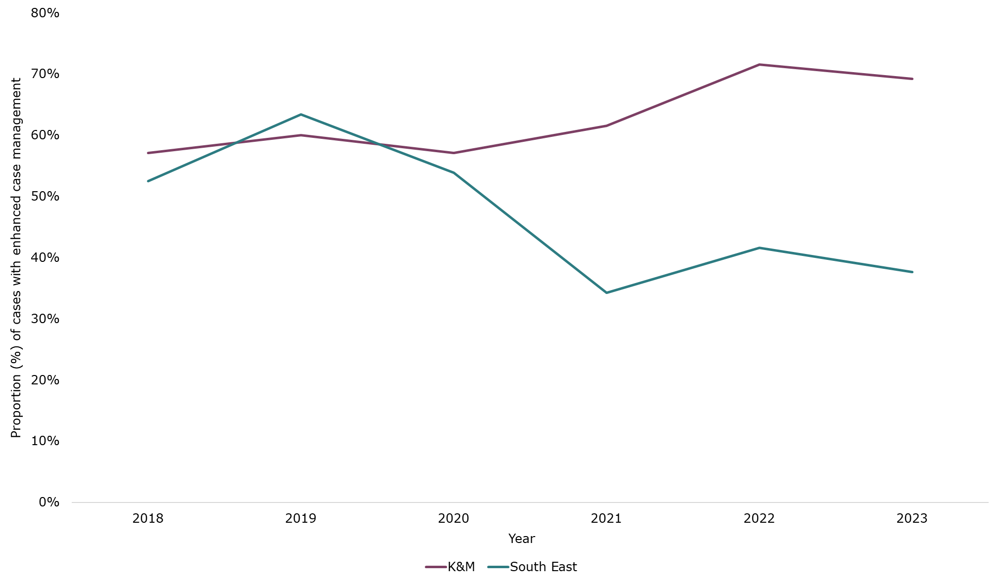 80%
70%
60%
50%
40%
30%
20%
10%
0%
Proportion (%) of cases with enhanced case management
2018 2019 2020 2021 2022 2023
Year
K&M South East